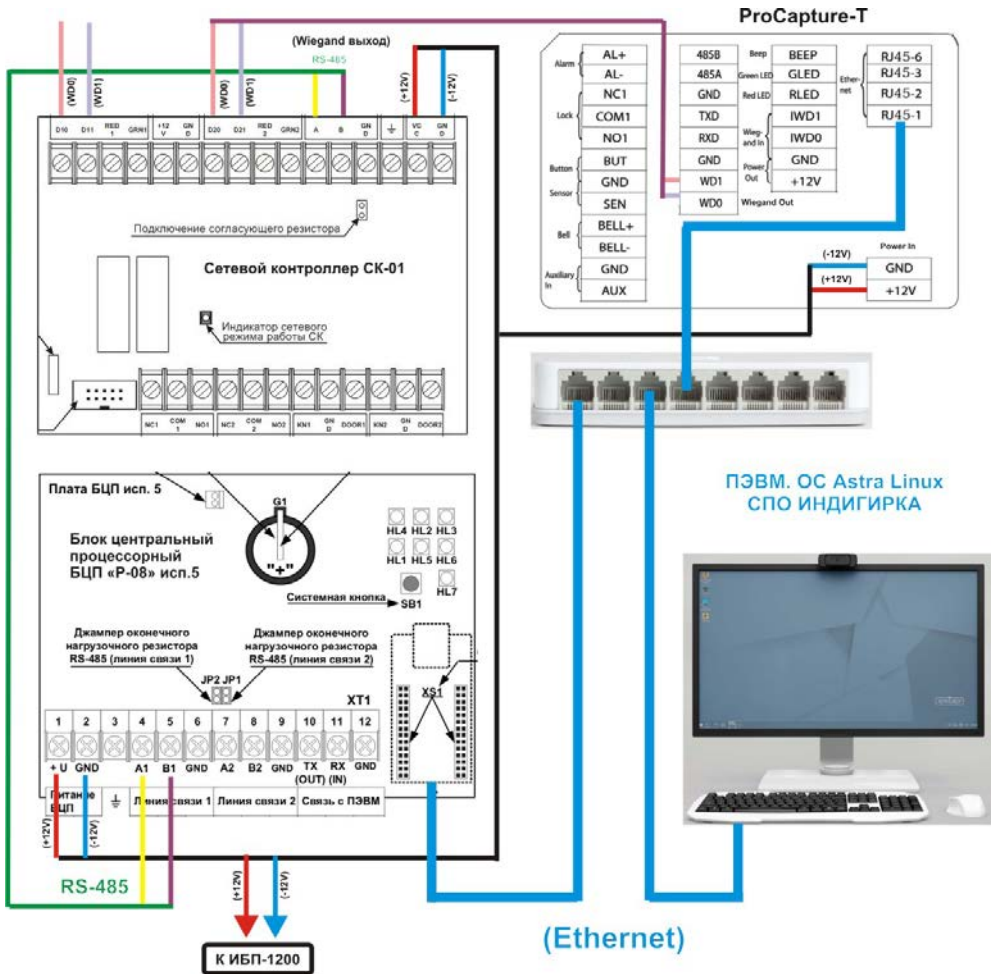 ProCapture-T
(Wiegand выход)
RS-485
(WD0)
(WD1)
(WD0)
(WD1)
(+12V)
(-12V)
D10
D11
RED 1
GRN1
+12 V
GN D
D20
D21
RED 2
GRN2
A
B
GN D
VG C
GN D
Подключение согласующего резистора
Сетевой контроллер СК-01
Индикатор сетевого
режима работы СК
NC1
COM 1
NO1
NC2
COM 2
NO2
KN1
GN D
DOOR1
KN2
GN D
DOOR2
Alarm
AL+
AL-
Lock
NC1
COM1
NO1
Button
BUT
GND
Sensor
SEN
Bell
BELL+
BELL-
Auxiliary In
GND
AUX
485B
485A
GND
TXD
RXD
GND
WD1
WD0
Wiegand Out
Beep
BEEP
Green LED
GLED
Red LED
RLED
Wieg-and In
IWD1
IWD0
Power Out
GND
+12V
Ether-net
RJ45-6
RJ45-3
RJ45-2
RJ45-1
Power In
(-12V)
GND
(+12V)
+12V
ПЭВМ. ОС Astra Linux
СПО ИНДИГИРКА
Плата БЦП исп. 5
G1
"+"
Блок центральный
процессорный
БЦП «Р-08» исп.5
HL4 HL2 HL3
HL1 HL5 HL6
HL7
Системная кнопка
SB1
Джампер оконечного
нагрузочного резистора
RS-485 (линия связи 1)
Джампер оконечного
нагрузочного резистора
RS-485 (линия связи 2)
JP2 JP1
XS1
XT1
1 2 3 4 5 6 7 8 9 10 11 12
+ U GND A1 B1 GND A2 B2 GND TX RX GND
(OUT) (IN)
Питание БЦП
Линия связи 1
Линия связи 2
Связь с ПЭВМ
(+12V)
(-12V)
RS-485
(+12V)
(-12V)
(Ethernet)
К ИБП-1200